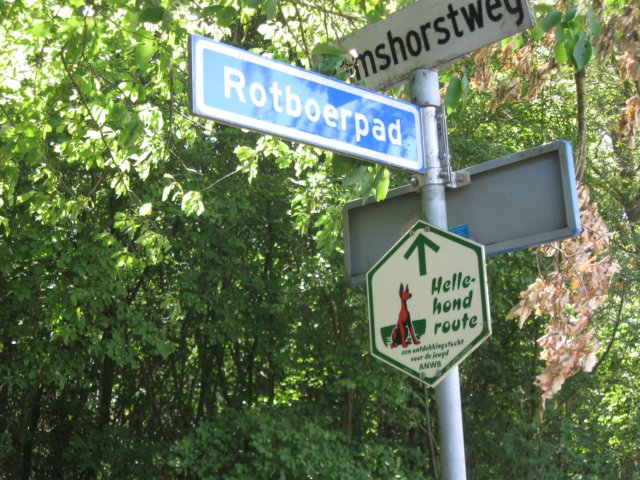 mshorstweg
Rotboerpad
Helle-
hond
route
een ontdekkingstocht
voor de jeugd
ANWB